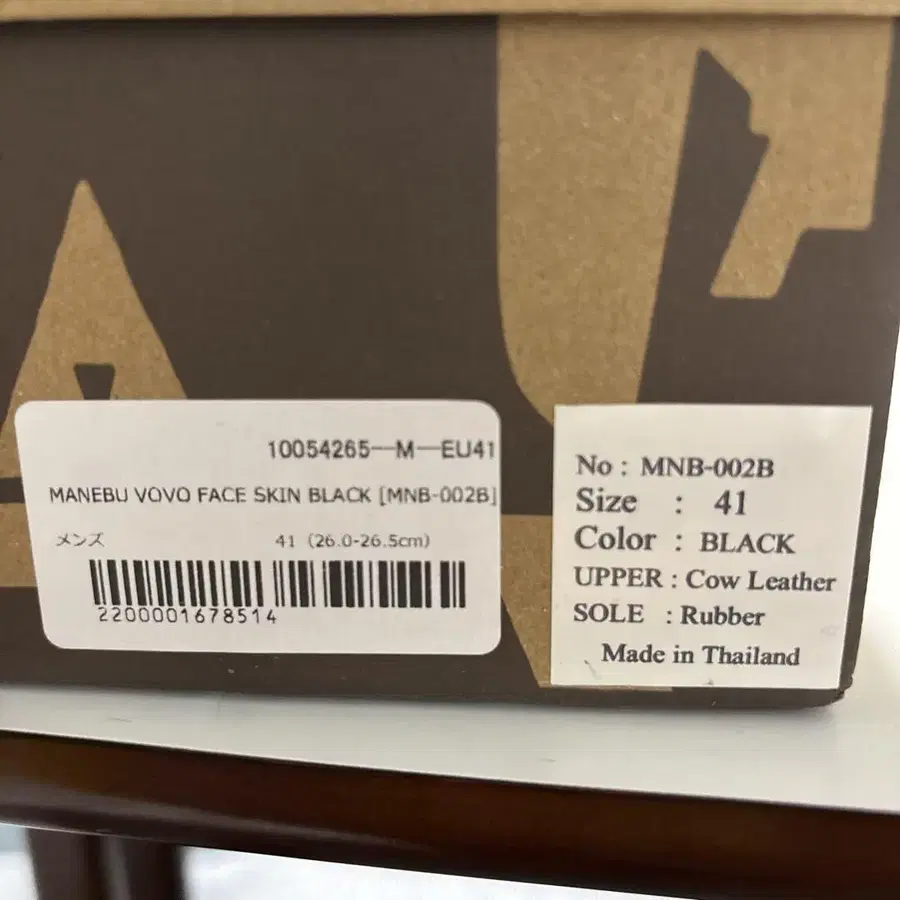 10054265—M—EU41
MANEBU VOVO FACE SKIN BLACK [MNB-002B]
メンズ 41 (26.0-26.5cm)
2200001678514
No : MNB-002B
Size : 41
Color : BLACK
UPPER : Cow Leather
SOLE : Rubber
Made in Thailand